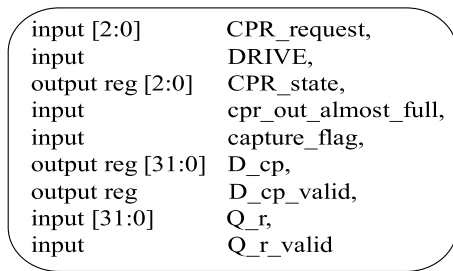 input [2:0] CPR_request,
input DRIVE,
output reg [2:0] CPR_state,
input cpr_out_almost_full,
input capture_flag,
output reg [31:0] D_cp,
output reg D_cp_valid,
input [31:0] Q_r,
input Q_r_valid